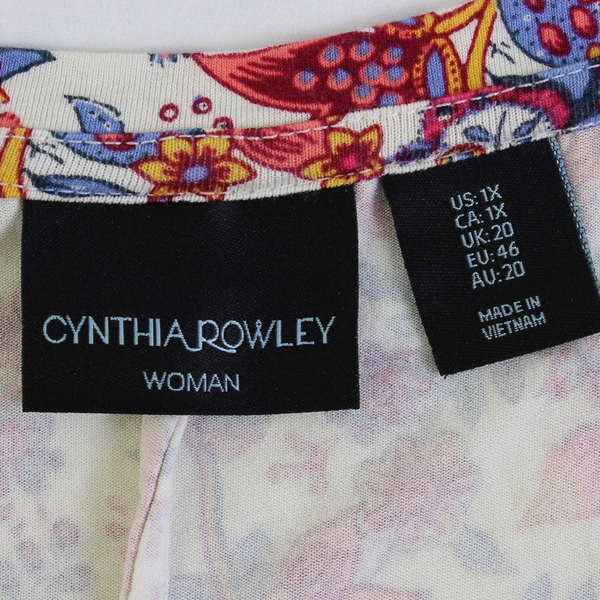 CYNTHIA ROWLEY
WOMAN
US: 1X
CA: 1X
UK: 20
EU: 46
AU: 20
MADE IN
VIETNAM